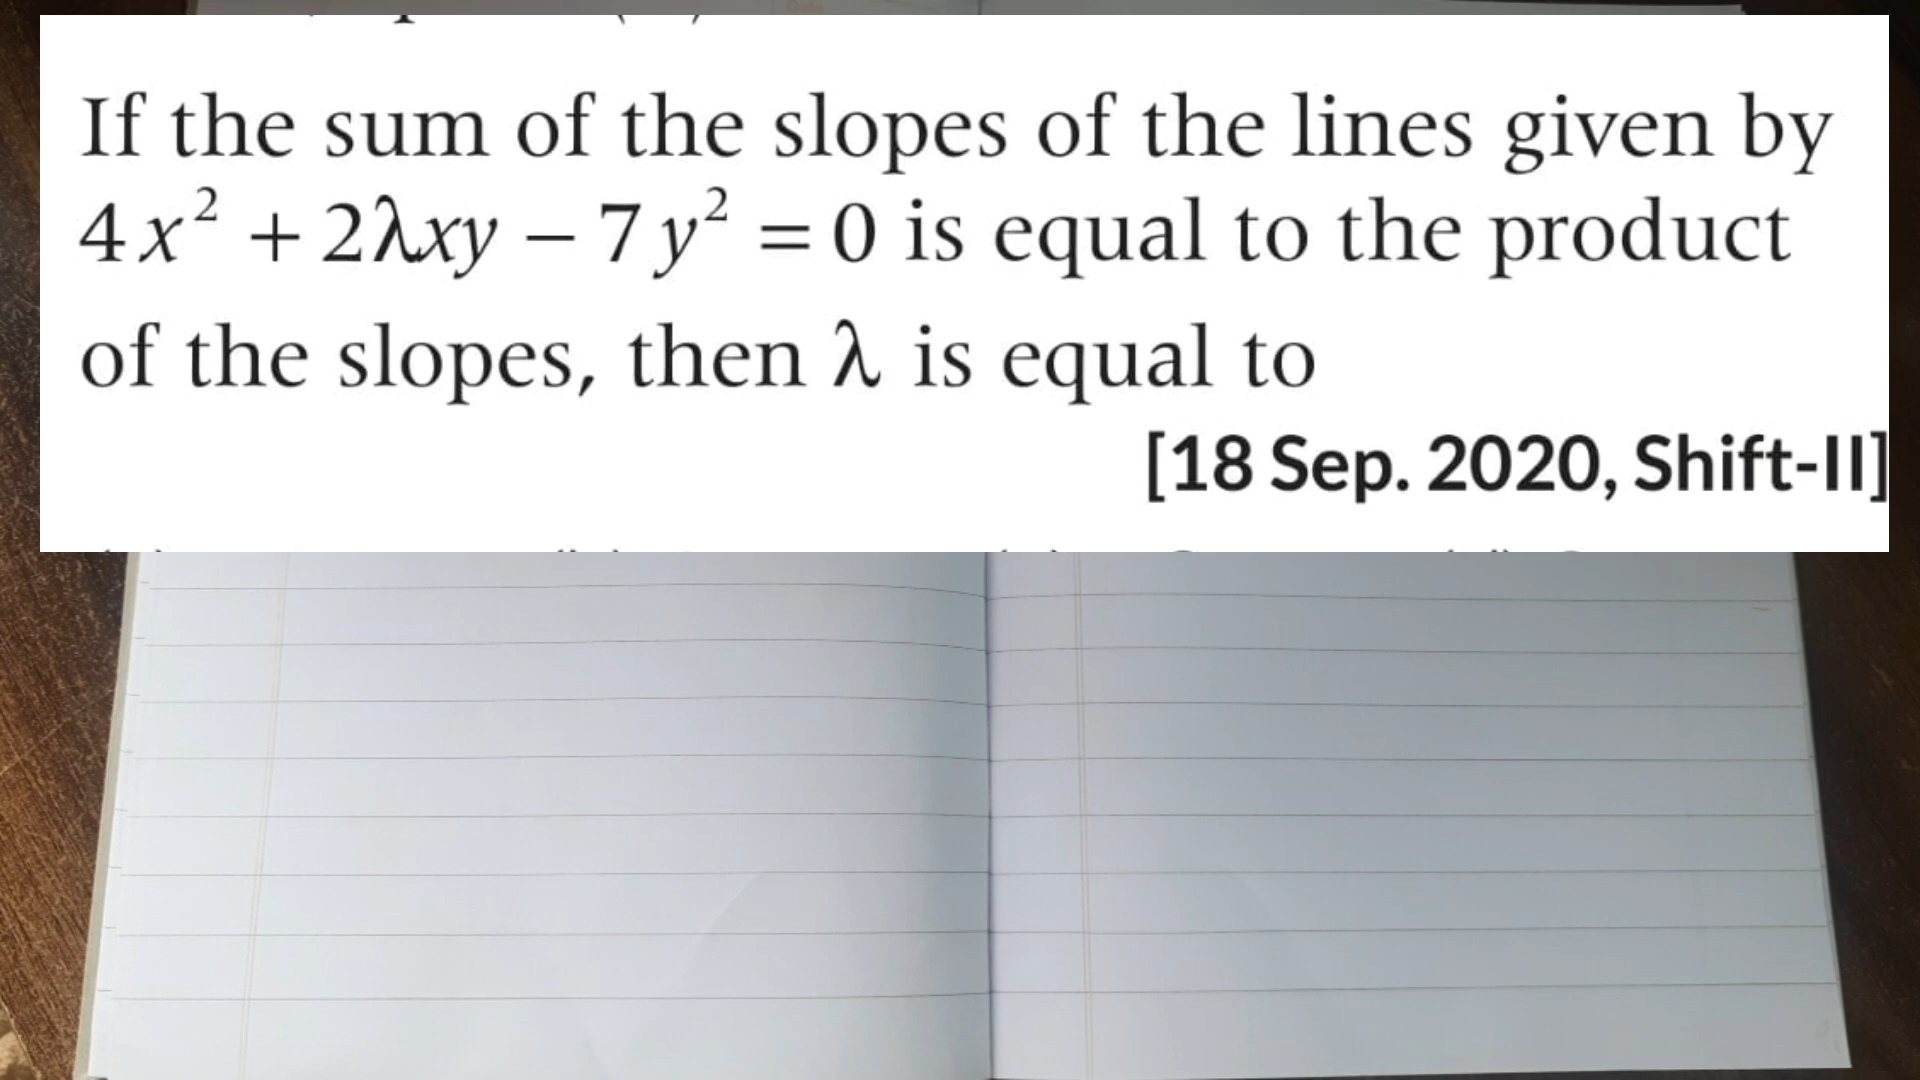 If the sum of the slopes of the lines given by
4x² + 2λxy − 7y² = 0 is equal to the product
of the slopes, then λ is equal to
[18 Sep. 2020, Shift-II]